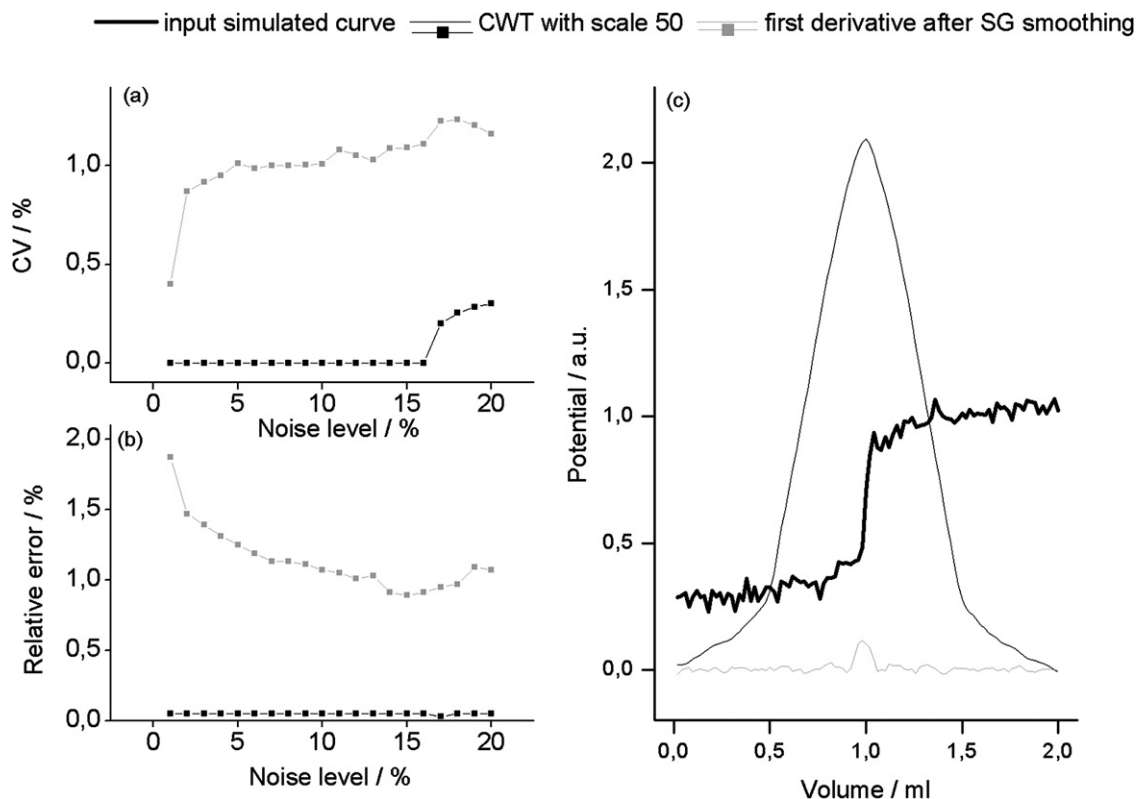 input simulated curve CWT with scale 50 first derivative after SG smoothing
(a)
CV / %
1,0
0,5
0,0
0 5 10 15 20
Noise level / %
(b)
Relative error / %
2,0
1,5
1,0
0,5
0,0
0 5 10 15 20
Noise level / %
(c)
Potential / a.u.
2,0
1,5
1,0
0,5
0,0
0,0 0,5 1,0 1,5 2,0
Volume / ml